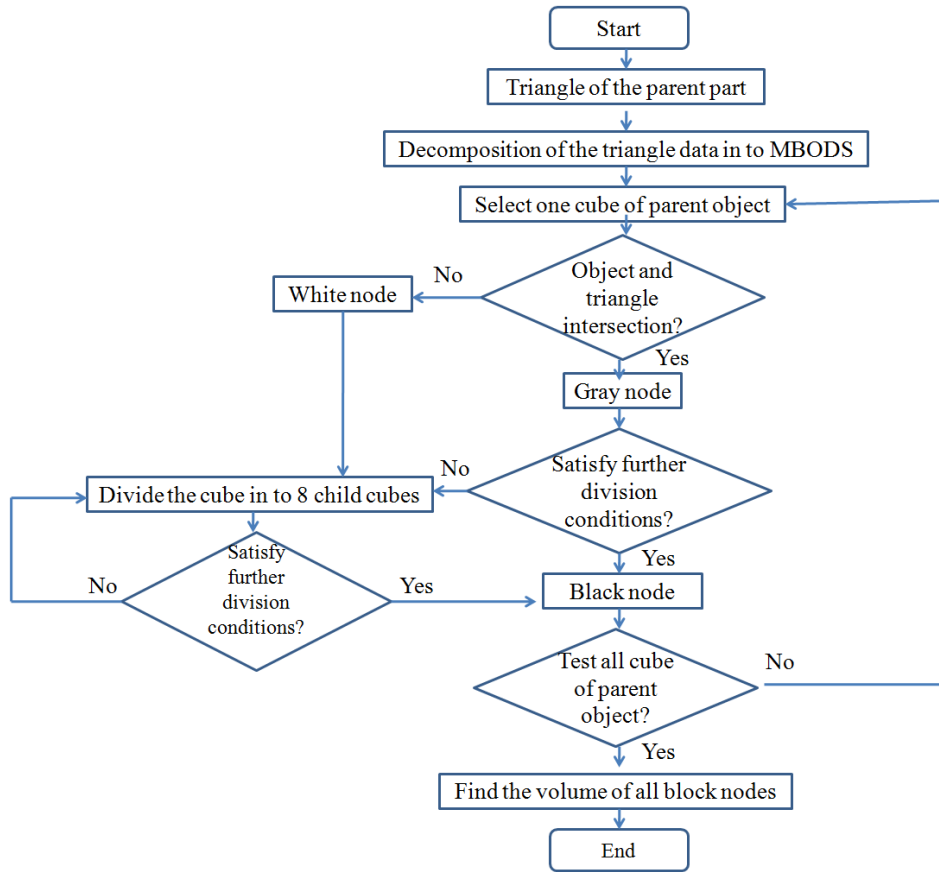 Start
Triangle of the parent part
Decomposition of the triangle data in to MBODS
Select one cube of parent object
Object and
triangle
intersection?
No
White node
Yes
Gray node
Satisfy further
division
conditions?
No
Divide the cube in to 8 child cubes
Satisfy
further
division
conditions?
No
Yes
Yes
Black node
Test all cube
of parent
object?
No
Yes
Find the volume of all block nodes
End